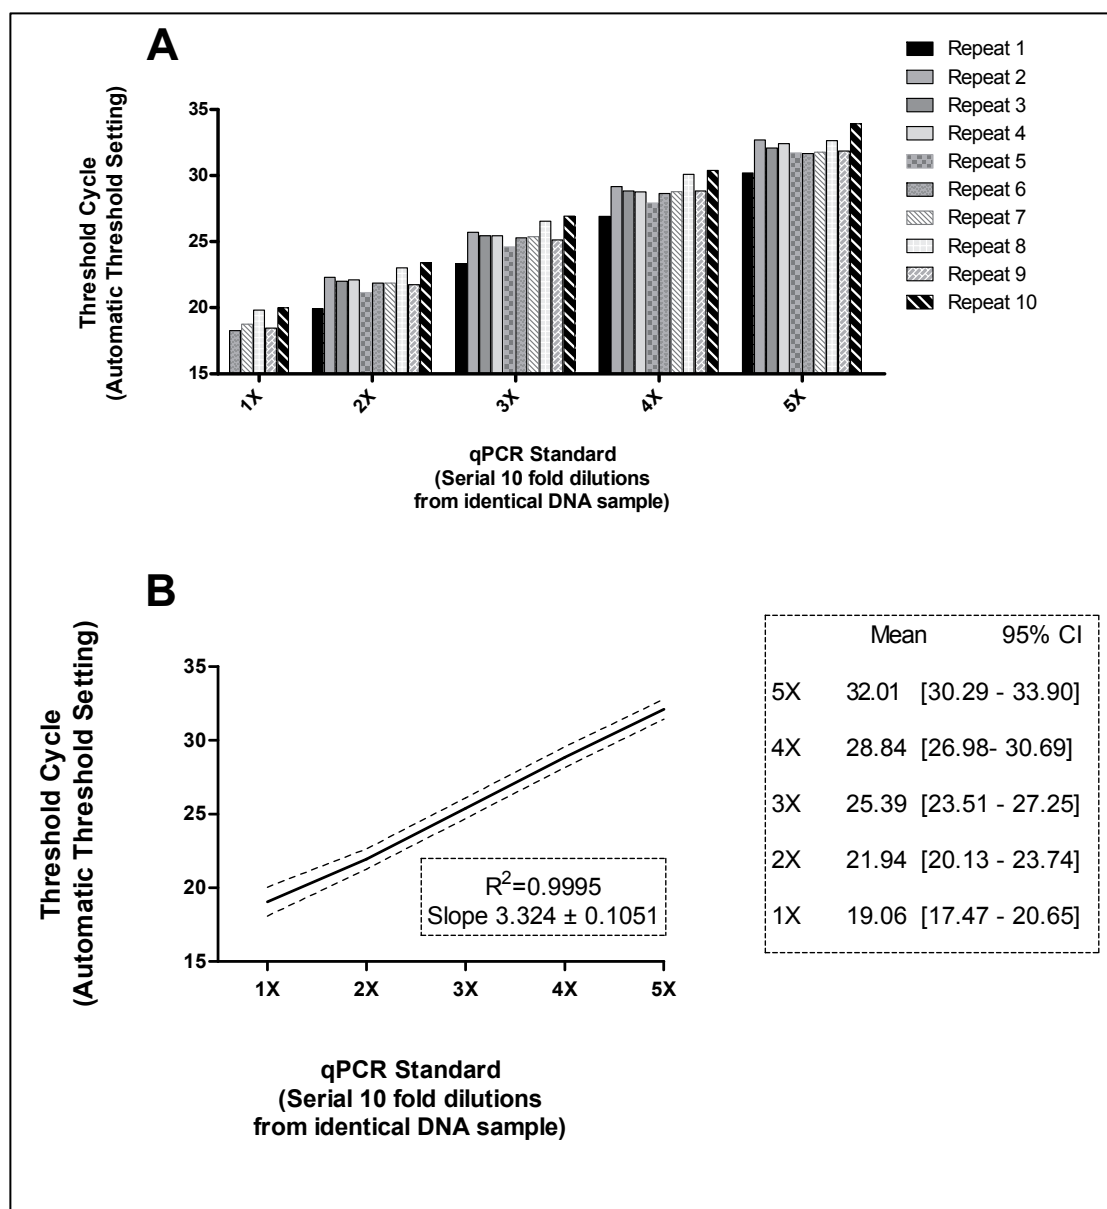 A
Threshold Cycle
(Automatic Threshold Setting)
35
30
25
20
15
1X
2X
3X
4X
5X
qPCR Standard
(Serial 10 fold dilutions
from identical DNA sample)
Repeat 1
Repeat 2
Repeat 3
Repeat 4
Repeat 5
Repeat 6
Repeat 7
Repeat 8
Repeat 9
Repeat 10
B
Threshold Cycle
(Automatic Threshold Setting)
35
30
25
20
15
R²=0.9995
Slope 3.324 ± 0.1051
1X 2X 3X 4X 5X
qPCR Standard
(Serial 10 fold dilutions
from identical DNA sample)
Mean 95% CI
5X 32.01 [30.29 - 33.90]
4X 28.84 [26.98- 30.69]
3X 25.39 [23.51 - 27.25]
2X 21.94 [20.13 - 23.74]
1X 19.06 [17.47 - 20.65]